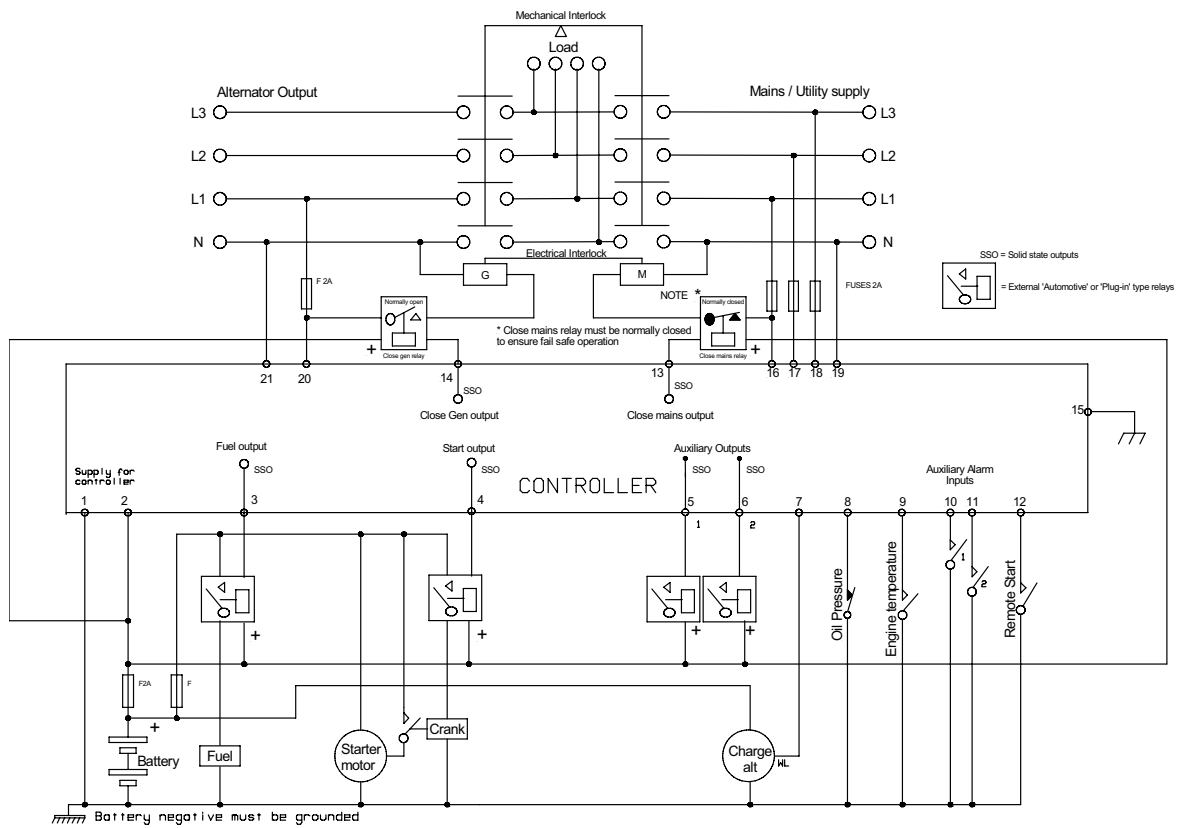 Mechanical Interlock
Load
Alternator Output
Mains / Utility supply
L3
L3
L2
L2
L1
L1
N
N
Electrical Interlock
G
M
SSO = Solid state outputs
= External 'Automotive' or 'Plug-in' type relays
F 2A
NOTE *
FUSES 2A
Normally open
Normally closed
* Close mains relay must be normally closed
to ensure fail safe operation
+
Close gen relay
Close mains relay
+
21
20
14
13
16
17
18
19
SSO
SSO
Close Gen output
Close mains output
15
Fuel output
Start output
Auxiliary Outputs
SSO
SSO
SSO
SSO
Supply for
controller
CONTROLLER
Auxiliary Alarm
Inputs
1
2
3
4
5
6
7
8
9
10
11
12
1
2
1
2
Oil Pressure
Engine temperature
Remote Start
+
+
+
+
F2A
F
+
Battery
Fuel
Starter
motor
Crank
Charge
alt
WL
Battery negative must be grounded